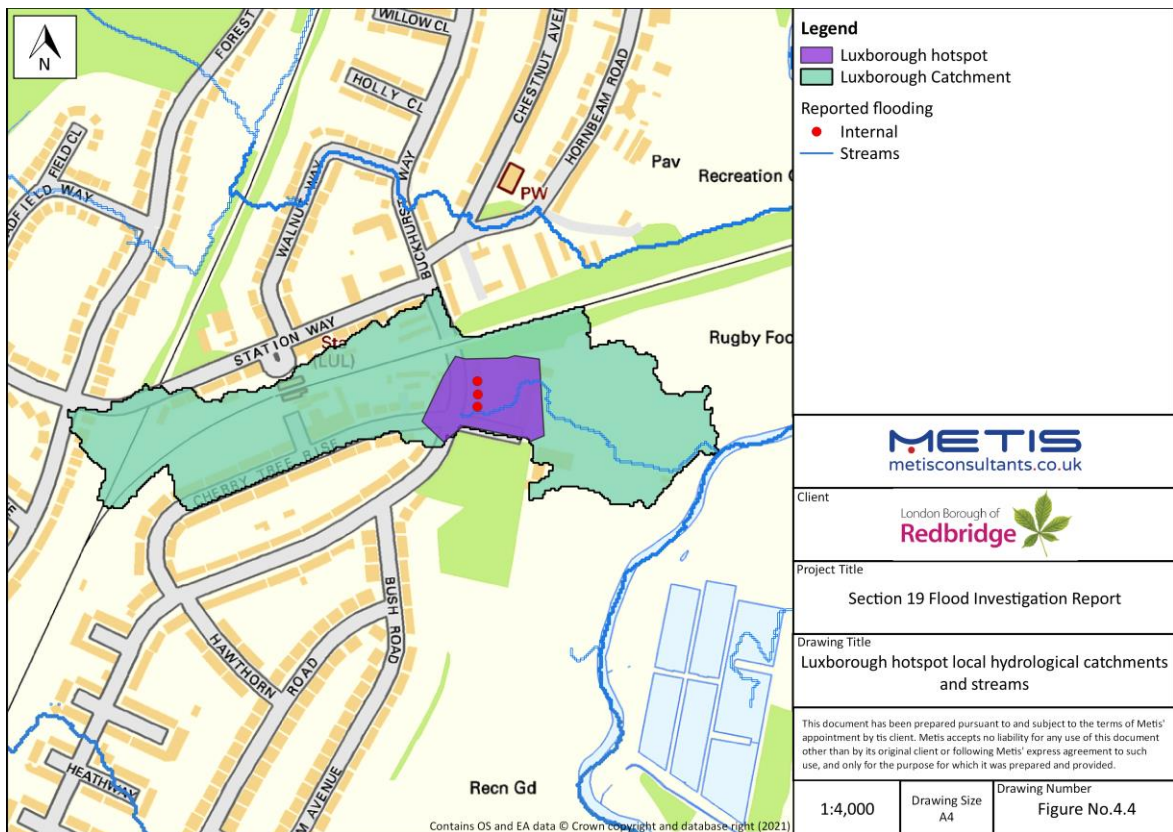 N
WILLOW CL
HOLLY CL
FOREST
CHESTNUT AVE
HORNBEAM ROAD
FIELD CL
WALNUT WAY
BUCKHURST WAY
PW
Pav
Recreation
STATION WAY
Sta
(LUL)
Rugby Foo
CHERRY TREE RISE
HAWTHORN
ROAD
BUSH ROAD
HEATHWAY
AVENUE
Recn Gd
Contains OS and EA data © Crown copyright and database right (2021)
Legend
Luxborough hotspot
Luxborough Catchment
Reported flooding
Internal
Streams
METIS
metisconsultants.co.uk
Client
London Borough of
Redbridge
Project Title
Section 19 Flood Investigation Report
Drawing Title
Luxborough hotspot local hydrological catchments
and streams
This document has been prepared pursuant to and subject to the terms of Metis'
appointment by tis client. Metis accepts no liability for any use of this document
other than by its original client or following Metis' express agreement to such
use, and only for the purpose for which it was prepared and provided.
1:4,000
Drawing Size
A4
Drawing Number
Figure No.4.4